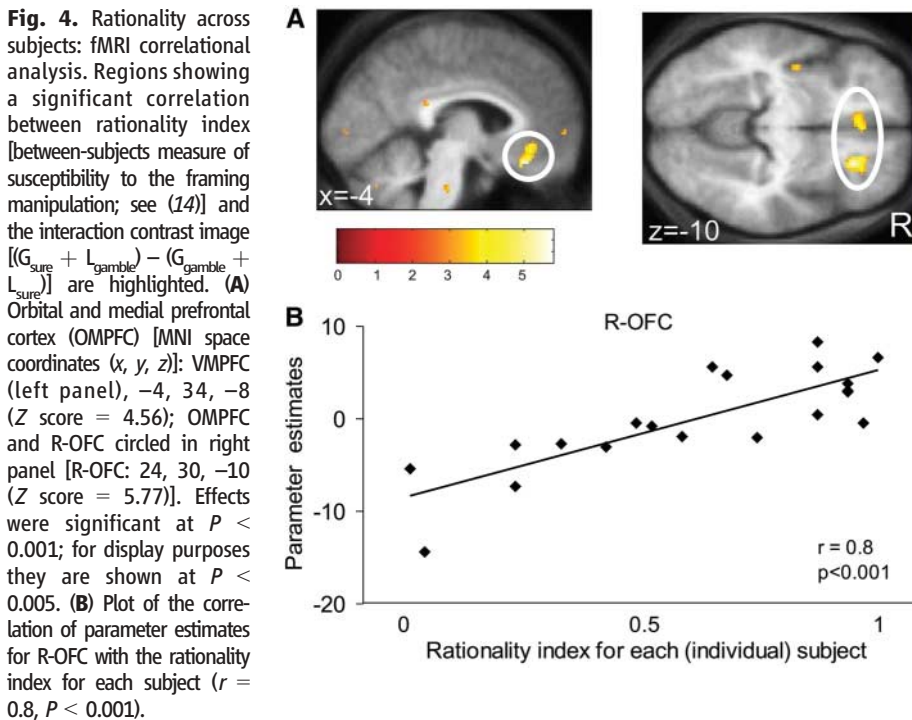 Fig. 4. Rationality across
subjects: fMRI correlational
analysis. Regions showing
a significant correlation
between rationality index
[between-subjects measure of
susceptibility to the framing
manipulation; see (14)] and
the interaction contrast image
[(G_sure + L_gamble) − (G_gamble +
L_sure)] are highlighted. (A)
Orbital and medial prefrontal
cortex (OMPFC) [MNI space
coordinates (x, y, z)]: VMPFC
(left panel), −4, 34, −8
(Z score = 4.56); OMPFC
and R-OFC circled in right
panel [R-OFC: 24, 30, −10
(Z score = 5.77)]. Effects
were significant at P <
0.001; for display purposes
they are shown at P <
0.005. (B) Plot of the corre-
lation of parameter estimates
for R-OFC with the rationality
index for each subject (r =
0.8, P < 0.001).
A
x=-4
z=-10
R
0 1 2 3 4 5
B
R-OFC
Parameter estimates
10
0
-10
-20
r = 0.8
p<0.001
0 0.5 1
Rationality index for each (individual) subject